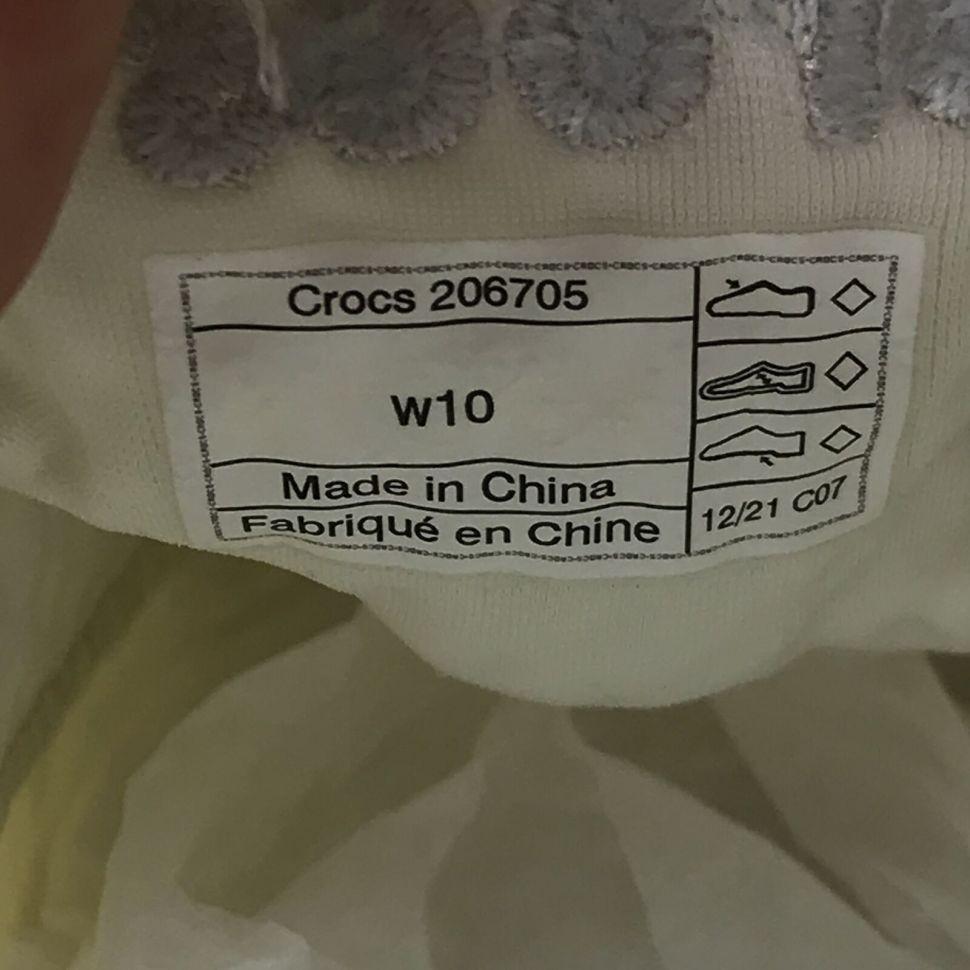 Crocs 206705
W10
Made in China
Fabriqué en Chine
12/21 C07